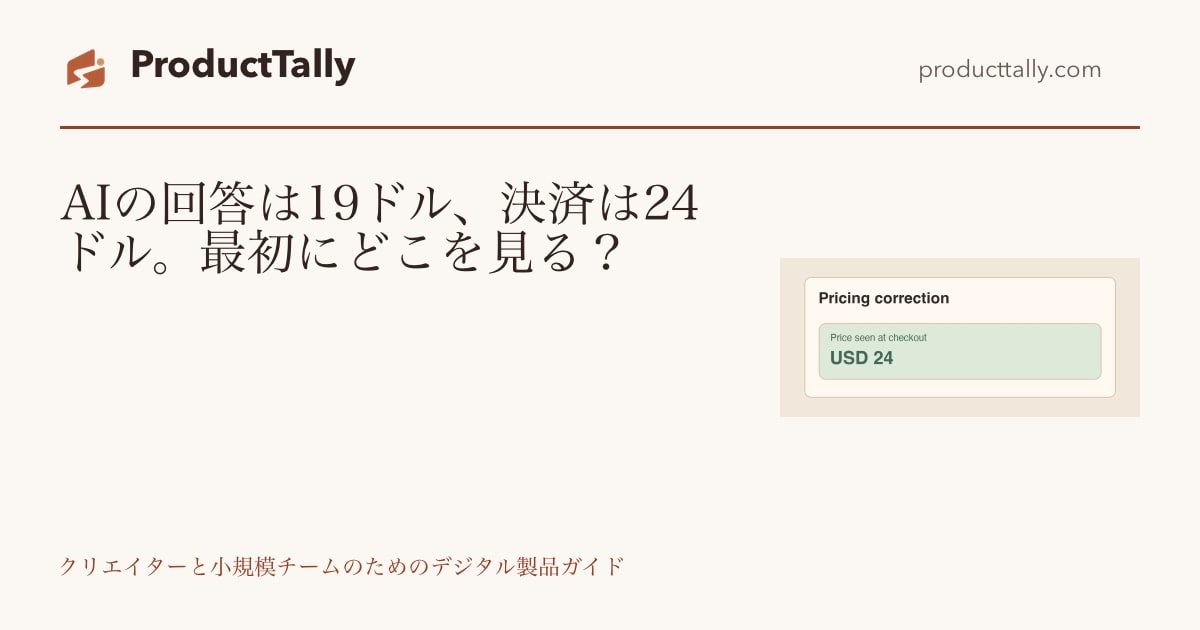 ProductTally
producttally.com
AIの回答は19ドル、決済は24
ドル。最初にどこを見る？
Pricing correction
Price seen at checkout
USD 24
クリエイターと小規模チームのためのデジタル製品ガイド